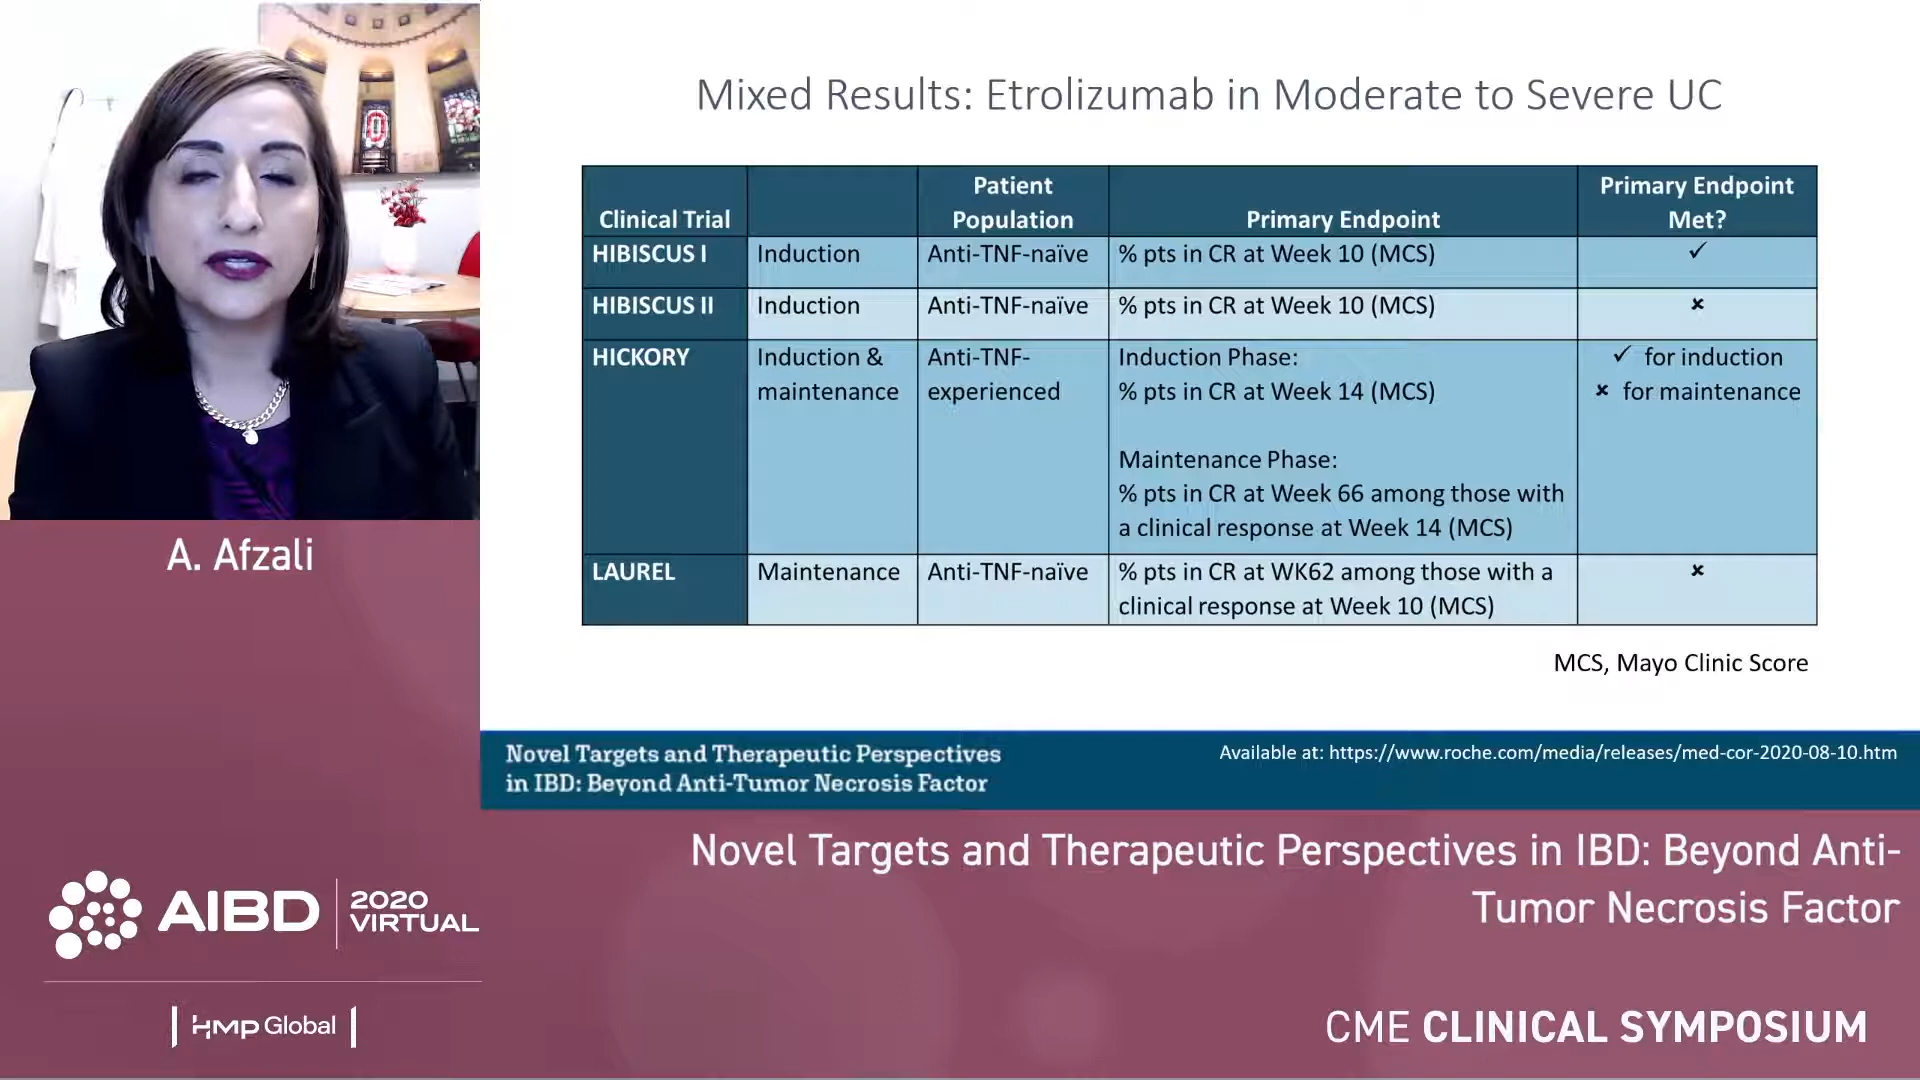 Mixed Results: Etrolizumab in Moderate to Severe UC
Clinical Trial
Patient
Population
Primary Endpoint
Primary Endpoint
Met?
HIBISCUS I
Induction
Anti-TNF-naïve
% pts in CR at Week 10 (MCS)
✓
HIBISCUS II
Induction
Anti-TNF-naïve
% pts in CR at Week 10 (MCS)
×
HICKORY
Induction &
maintenance
Anti-TNF-
experienced
Induction Phase:
% pts in CR at Week 14 (MCS)
Maintenance Phase:
% pts in CR at Week 66 among those with
a clinical response at Week 14 (MCS)
✓ for induction
× for maintenance
LAUREL
Maintenance
Anti-TNF-naïve
% pts in CR at WK62 among those with a
clinical response at Week 10 (MCS)
×
MCS, Mayo Clinic Score
A. Afzali
Novel Targets and Therapeutic Perspectives
in IBD: Beyond Anti-Tumor Necrosis Factor
Available at: https://www.roche.com/media/releases/med-cor-2020-08-10.htm
Novel Targets and Therapeutic Perspectives in IBD: Beyond Anti-
Tumor Necrosis Factor
AIBD
2020
VIRTUAL
HMP Global
CME CLINICAL SYMPOSIUM